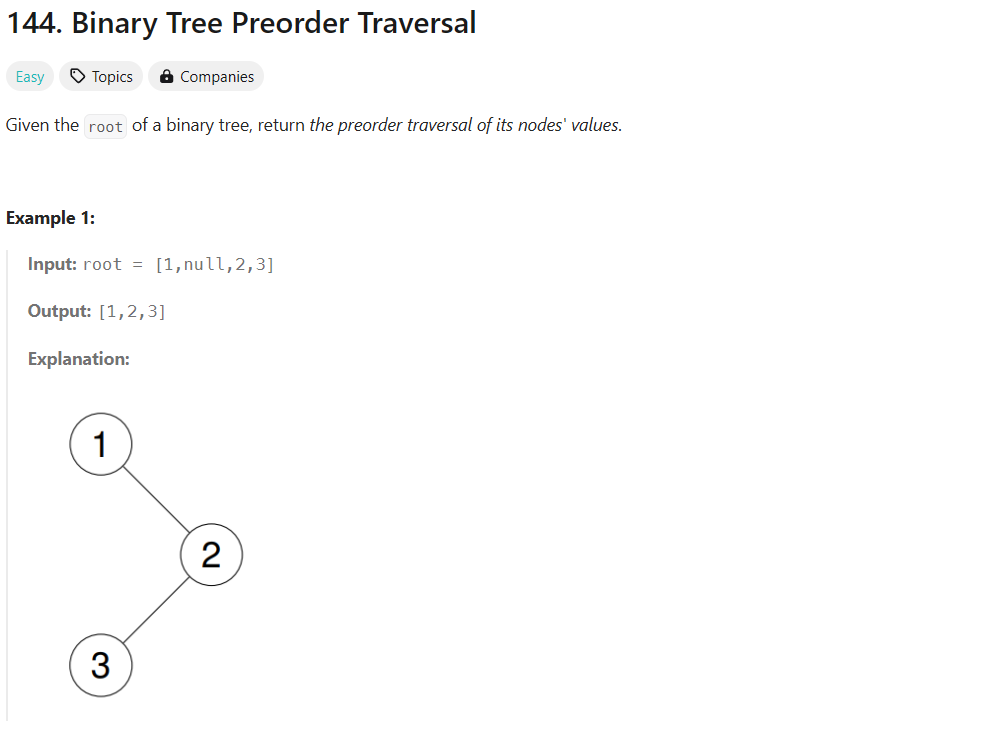 144. Binary Tree Preorder Traversal
Easy Topics Companies
Given the root of a binary tree, return the preorder traversal of its nodes' values.
Example 1:
Input: root = [1,null,2,3]
Output: [1,2,3]
Explanation:
1
2
3